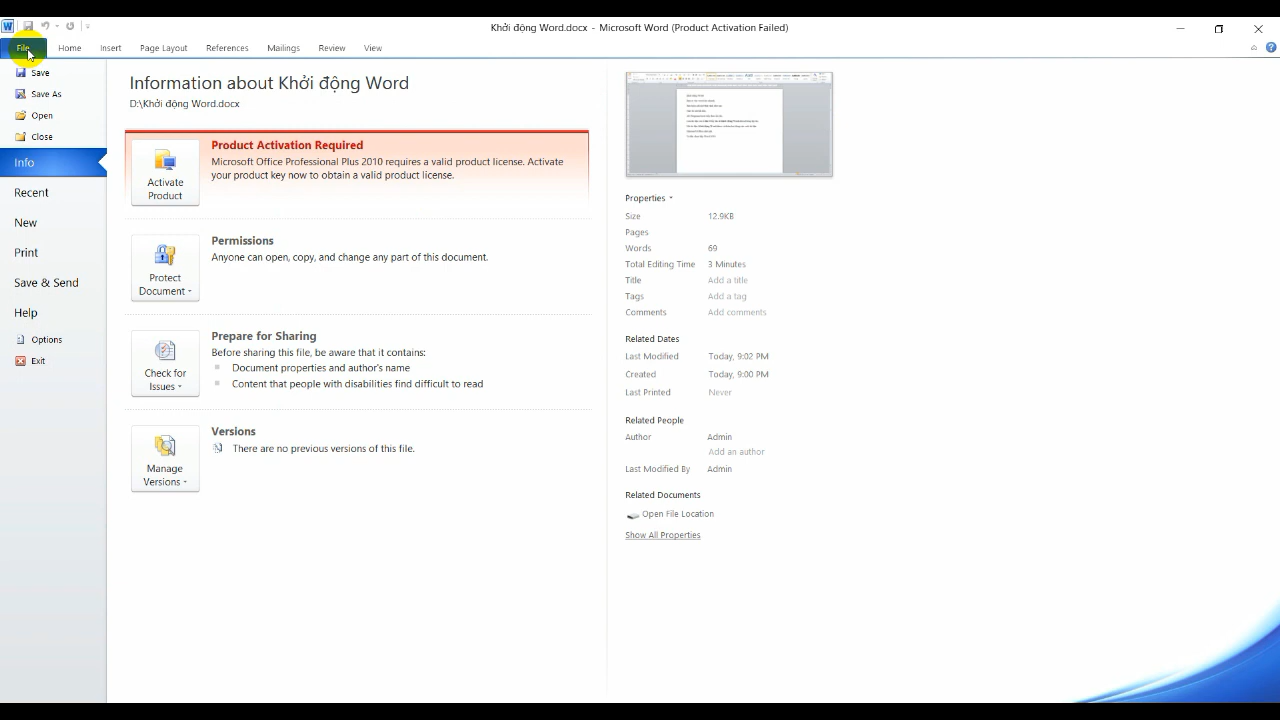 Khởi động Word.docx - Microsoft Word (Product Activation Failed)
File Home Insert Page Layout References Mailings Review View
Save
Save As
Open
Close
Info
Recent
New
Print
Save & Send
Help
Options
Exit
Information about Khởi động Word
D:\Khởi động Word.docx
Activate
Product
Product Activation Required
Microsoft Office Professional Plus 2010 requires a valid product license. Activate
your product key now to obtain a valid product license.
Protect
Document
Permissions
Anyone can open, copy, and change any part of this document.
Check for
Issues
Prepare for Sharing
Before sharing this file, be aware that it contains:
Document properties and author's name
Content that people with disabilities find difficult to read
Manage
Versions
Versions
There are no previous versions of this file.
Properties
Size 12.9KB
Pages
Words 69
Total Editing Time 3 Minutes
Title Add a title
Tags Add a tag
Comments Add comments
Related Dates
Last Modified Today, 9:02 PM
Created Today, 9:00 PM
Last Printed Never
Related People
Author Admin
Add an author
Last Modified By Admin
Related Documents
Open File Location
Show All Properties